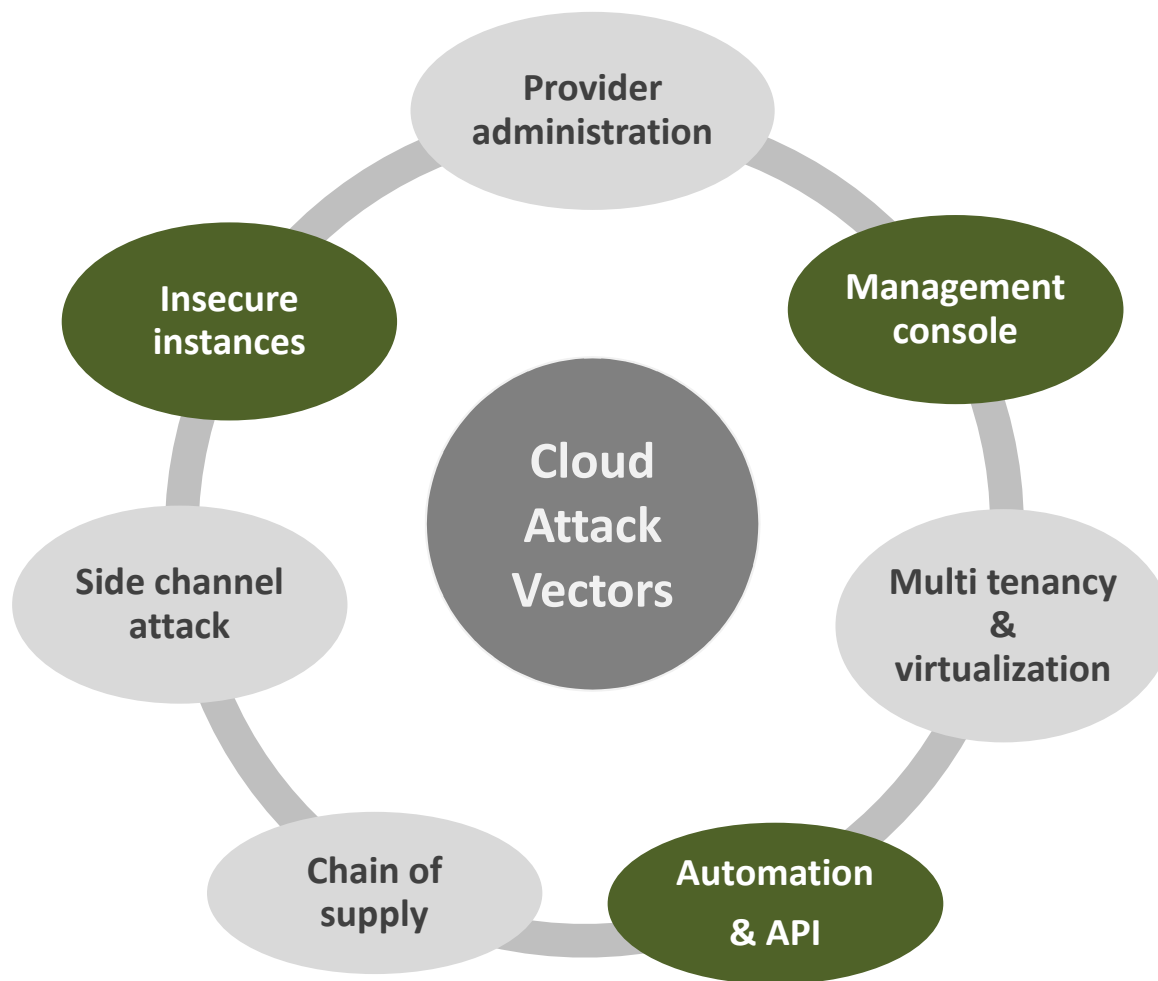 Provider
administration
Management
console
Multi tenancy
&
virtualization
Automation
& API
Chain of
supply
Side channel
attack
Insecure
instances
Cloud
Attack
Vectors